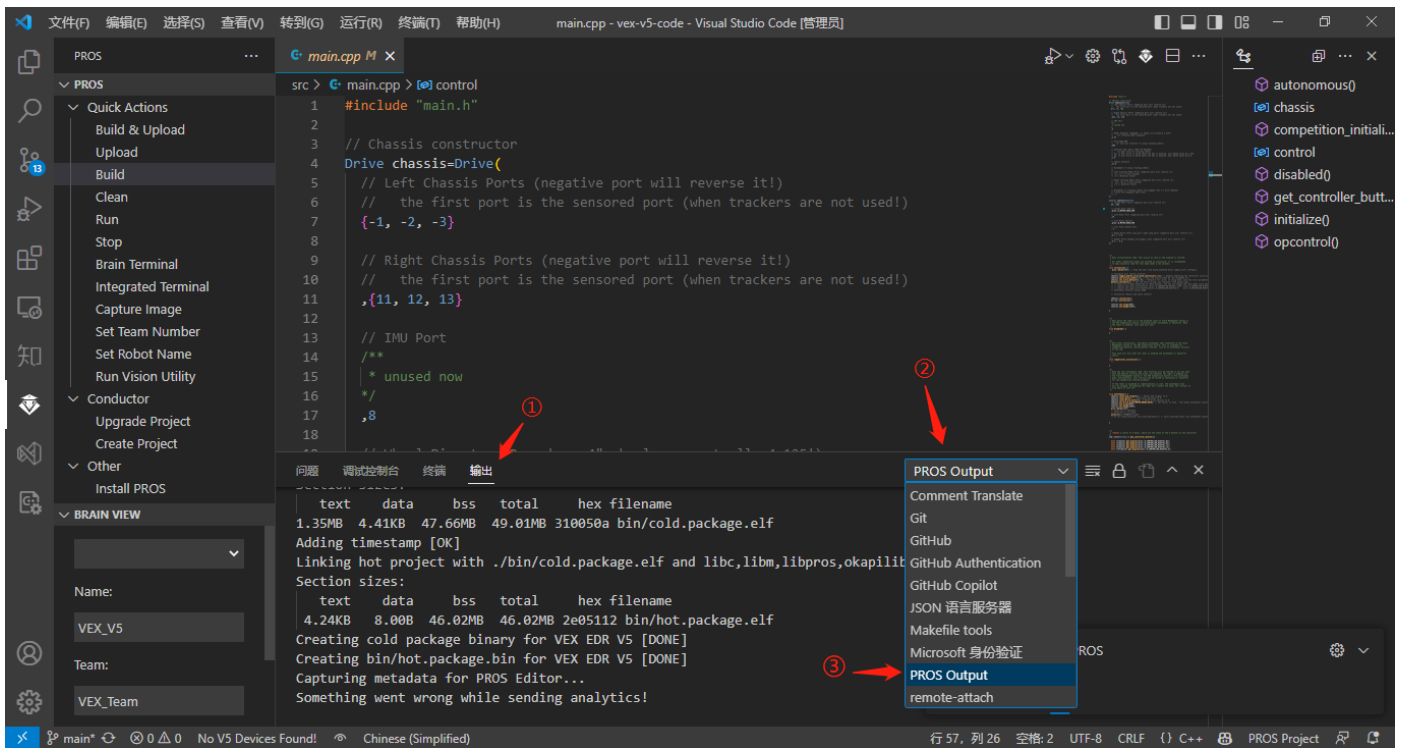 文件(F) 编辑(E) 选择(S) 查看(V) 转到(G) 运行(R) 终端(T) 帮助(H) main.cpp - vex-v5-code - Visual Studio Code [管理员]
PROS
PROS
Quick Actions
Build & Upload
Upload
Build
Clean
Run
Stop
Brain Terminal
Integrated Terminal
Capture Image
Set Team Number
Set Robot Name
Run Vision Utility
Conductor
Upgrade Project
Create Project
Other
Install PROS
BRAIN VIEW
Name:
VEX_V5
Team:
VEX_Team
13
知
main.cpp M
src > main.cpp > control
1 #include "main.h"
2
3 // Chassis constructor
4 Drive chassis=Drive(
5 // Left Chassis Ports (negative port will reverse it!)
6 // the first port is the sensored port (when trackers are not used!)
7 {-1, -2, -3}
8
9 // Right Chassis Ports (negative port will reverse it!)
10 // the first port is the sensored port (when trackers are not used!)
11 ,{11, 12, 13}
12
13 // IMU Port
14 /**
15 * unused now
16 */
17 ,8
18
①
②
③
autonomous()
chassis
competition_initiali...
control
disabled()
get_controller_butt...
initialize()
opcontrol()
问题 调试控制台 终端 输出
PROS Output
Section sizes:
text data bss total hex filename
1.35MB 4.41KB 47.66MB 49.01MB 310050a bin/cold.package.elf
Adding timestamp [OK]
Linking hot project with ./bin/cold.package.elf and libc,libm,libpros,okapilib
Section sizes:
text data bss total hex filename
4.24KB 8.00B 46.02MB 46.02MB 2e05112 bin/hot.package.elf
Creating cold package binary for VEX EDR V5 [DONE]
Creating bin/hot.package.bin for VEX EDR V5 [DONE]
Capturing metadata for PROS Editor...
Something went wrong while sending analytics!
Comment Translate
Git
GitHub
GitHub Authentication
GitHub Copilot
JSON 语言服务器
Makefile tools
Microsoft 身份验证
PROS Output
remote-attach
ROS
main* 0 0 No V5 Devices Found! Chinese (Simplified) 行 57，列 26 空格: 2 UTF-8 CRLF {} C++ PROS Project